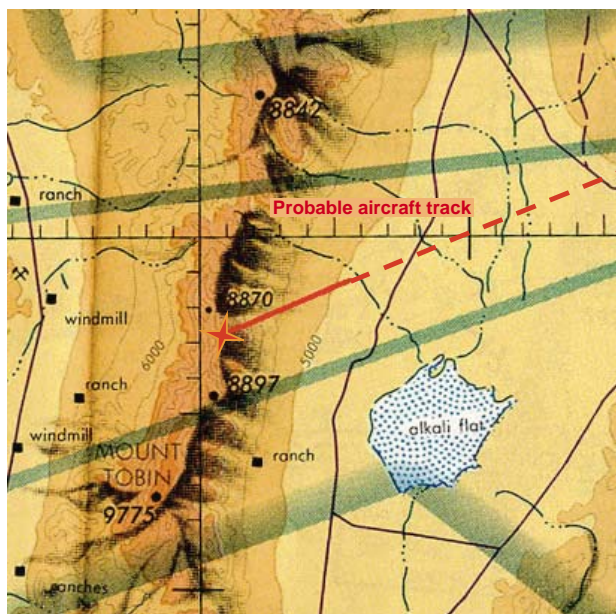 8842
ranch
Probable aircraft track
8870
windmill
6000
5000
8897
ranch
alkali flat
windmill
MOUNT
TOBIN
ranch
9775
ranches